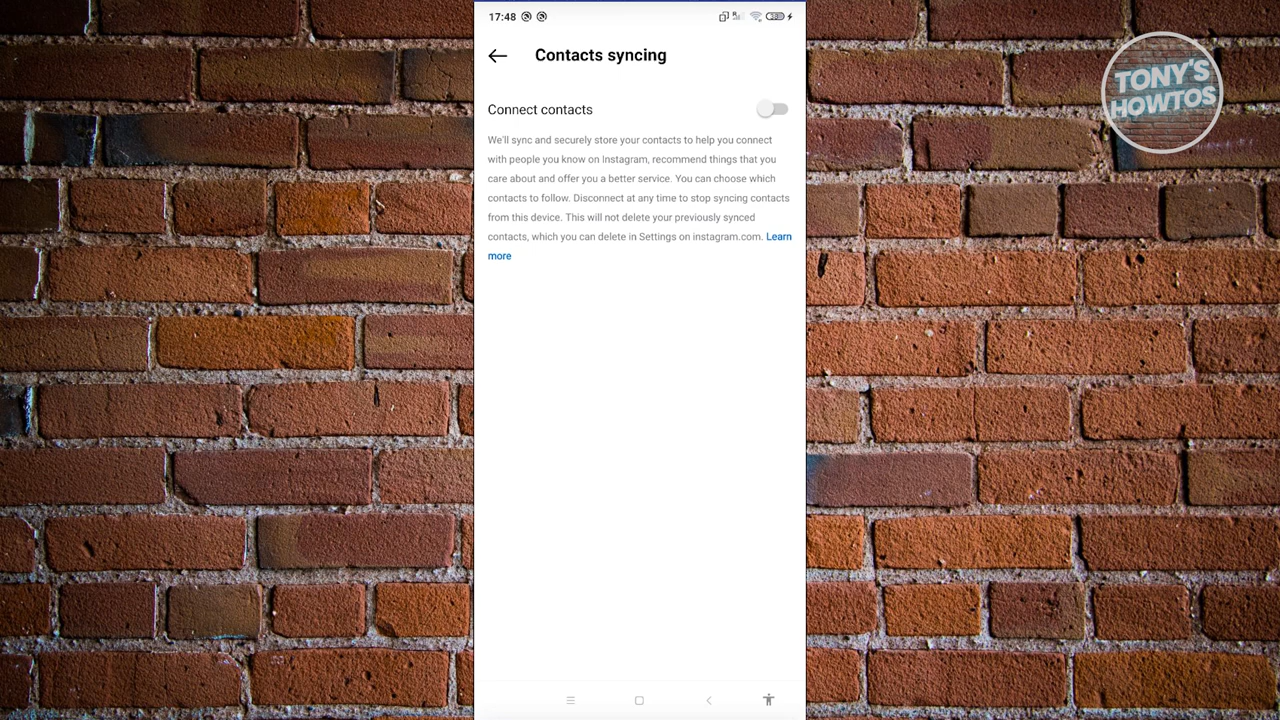 17:48
Contacts syncing
TONY'S
HOWTOS
Connect contacts
We'll sync and securely store your contacts to help you connect
with people you know on Instagram, recommend things that you
care about and offer you a better service. You can choose which
contacts to follow. Disconnect at any time to stop syncing contacts
from this device. This will not delete your previously synced
contacts, which you can delete in Settings on instagram.com. Learn
more